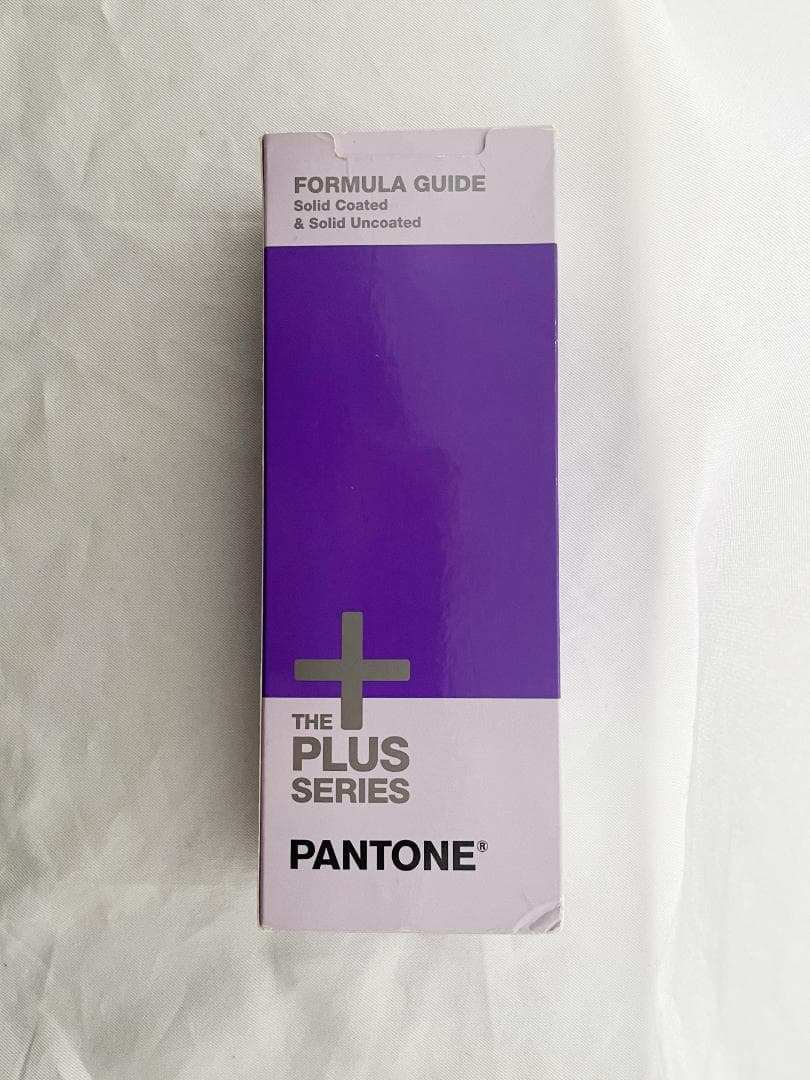 FORMULA GUIDE
Solid Coated
& Solid Uncoated
THE
PLUS
SERIES
PANTONE®